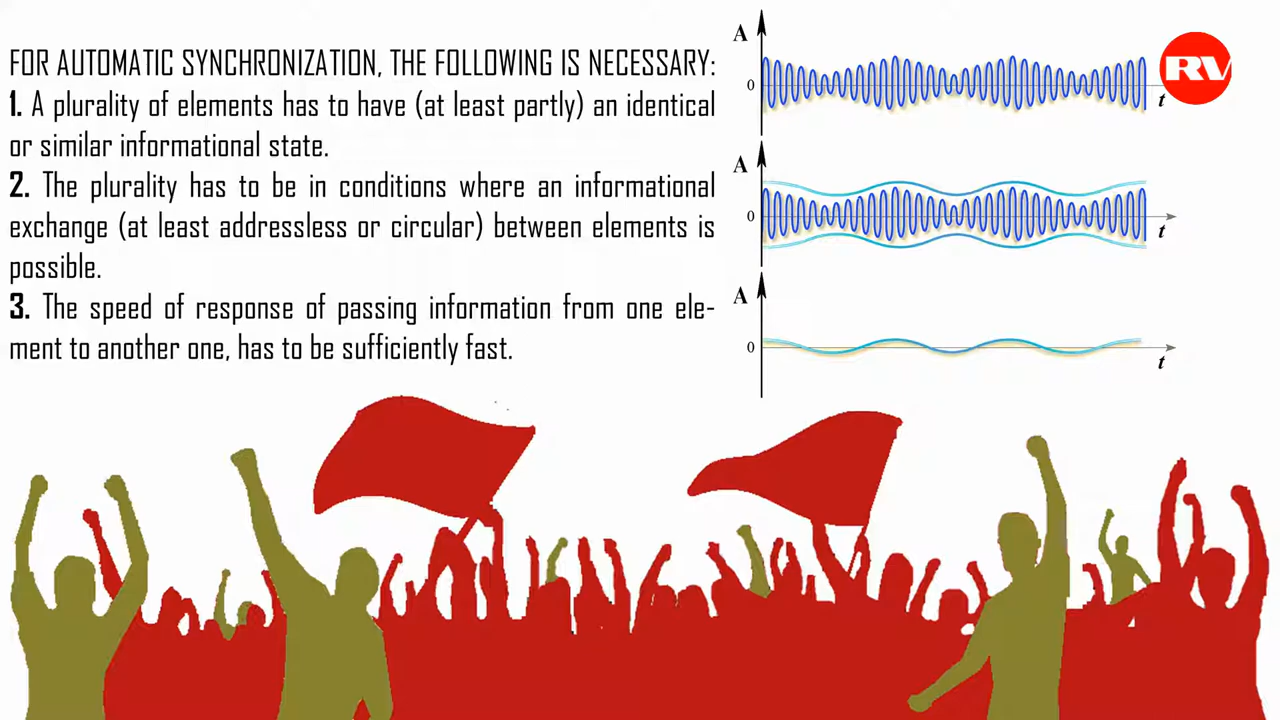 FOR AUTOMATIC SYNCHRONIZATION, THE FOLLOWING IS NECESSARY:
1. A plurality of elements has to have (at least partly) an identical
or similar informational state.
2. The plurality has to be in conditions where an informational
exchange (at least addressless or circular) between elements is
possible.
3. The speed of response of passing information from one ele-
ment to another one, has to be sufficiently fast.
A
0
t
RV
A
0
t
A
0
t